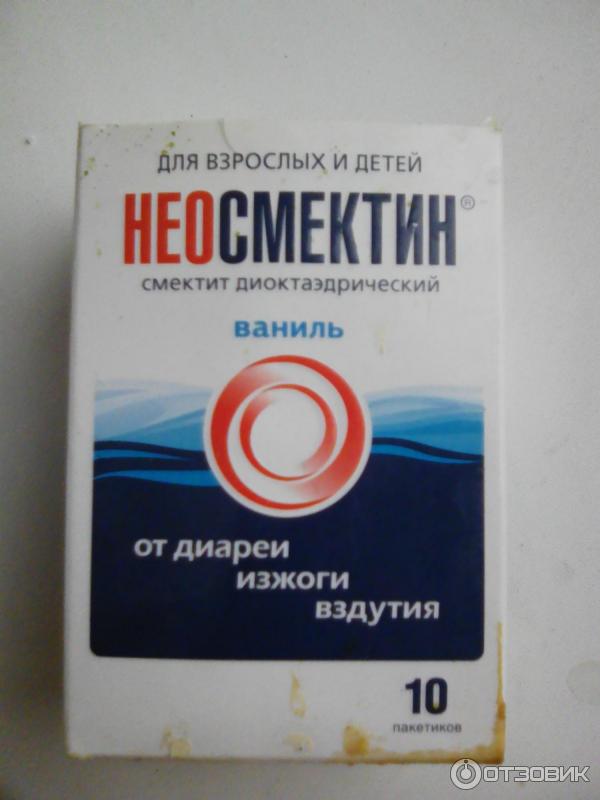 ДЛЯ ВЗРОСЛЫХ И ДЕТЕЙ
НЕОСМЕКТИН®
смектит диоктаэдрический
ваниль
от диареи
изжоги
вздутия
10
пакетиков
ОТЗОВИК